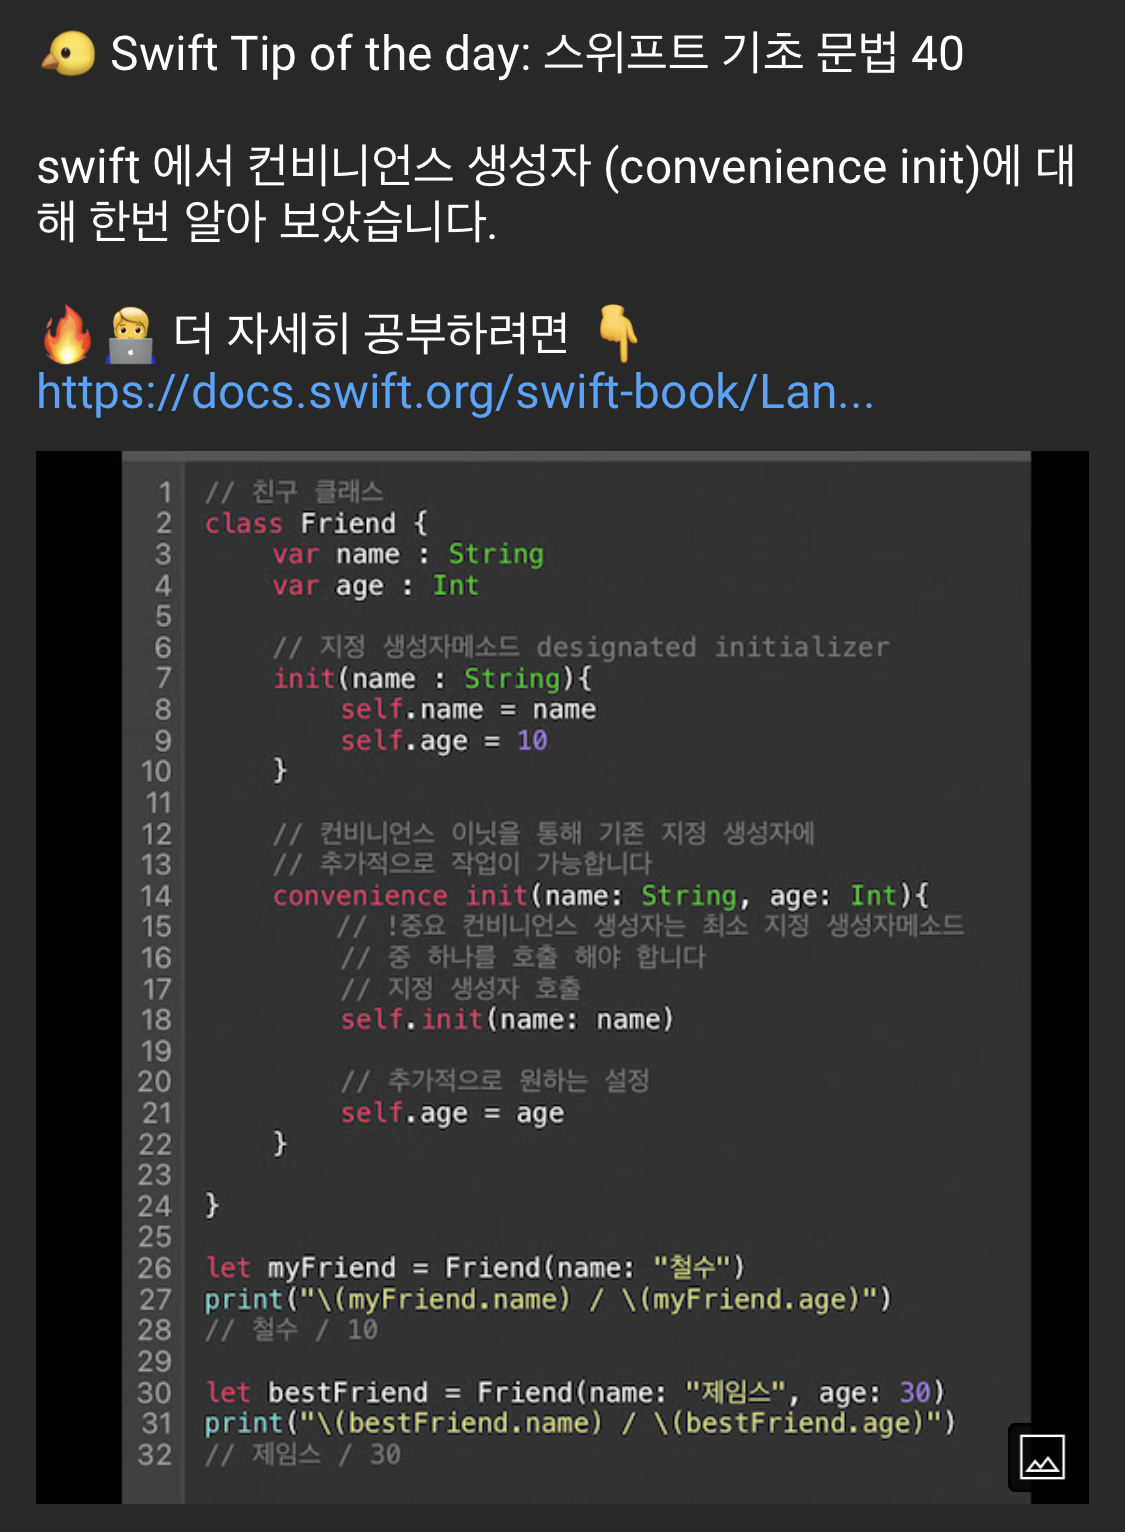 🐤 Swift Tip of the day: 스위프트 기초 문법 40
swift 에서 컨비니언스 생성자 (convenience init)에 대
해 한번 알아 보았습니다.
🔥👨‍💻 더 자세히 공부하려면 👇
https://docs.swift.org/swift-book/Lan...
1 // 친구 클래스
2 class Friend {
3 var name : String
4 var age : Int
5
6 // 지정 생성자메소드 designated initializer
7 init(name : String){
8 self.name = name
9 self.age = 10
10 }
11
12 // 컨비니언스 이닛을 통해 기존 지정 생성자에
13 // 추가적으로 작업이 가능합니다
14 convenience init(name: String, age: Int){
15 // !중요 컨비니언스 생성자는 최소 지정 생성자메소드
16 // 중 하나를 호출 해야 합니다
17 // 지정 생성자 호출
18 self.init(name: name)
19
20 // 추가적으로 원하는 설정
21 self.age = age
22 }
23
24 }
25
26 let myFriend = Friend(name: "철수")
27 print("\(myFriend.name) / \(myFriend.age)")
28 // 철수 / 10
29
30 let bestFriend = Friend(name: "제임스", age: 30)
31 print("\(bestFriend.name) / \(bestFriend.age)")
32 // 제임스 / 30